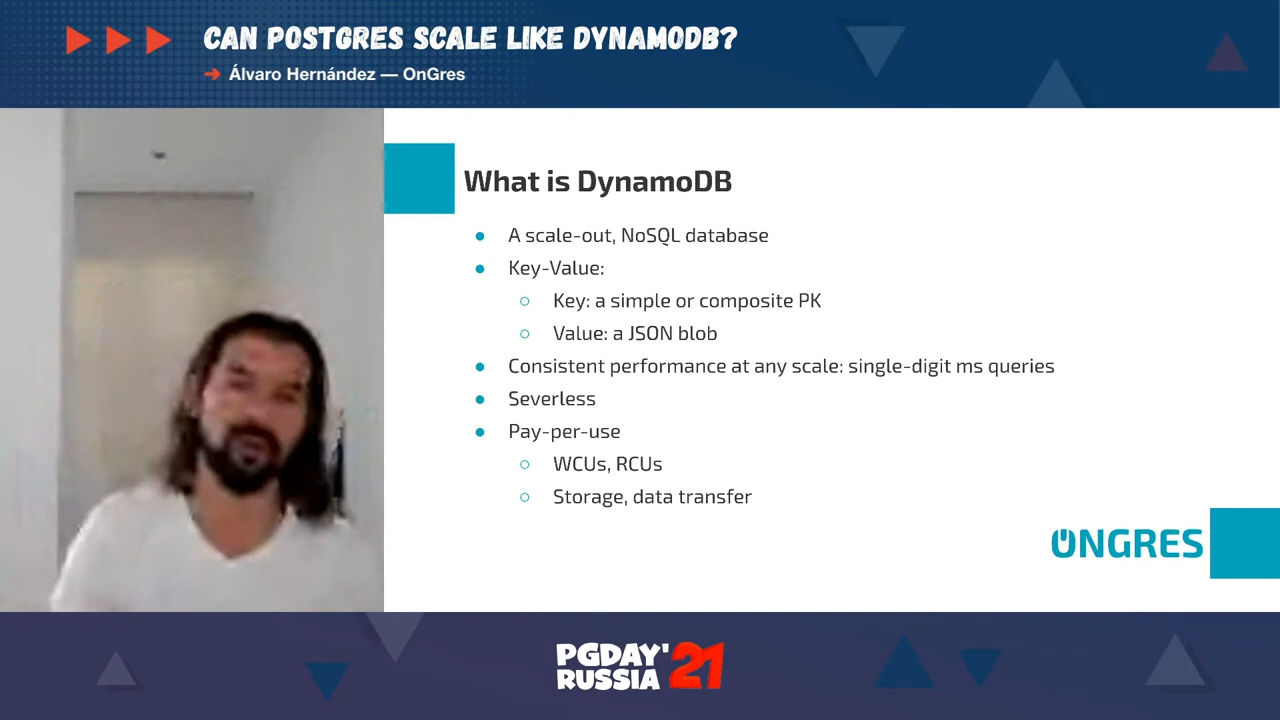 CAN POSTGRES SCALE LIKE DYNAMODB?
Álvaro Hernández — OnGres
What is DynamoDB
A scale-out, NoSQL database
Key-Value:
Key: a simple or composite PK
Value: a JSON blob
Consistent performance at any scale: single-digit ms queries
Severless
Pay-per-use
WCUs, RCUs
Storage, data transfer
ONGRES
PGDAY'21
RUSSIA